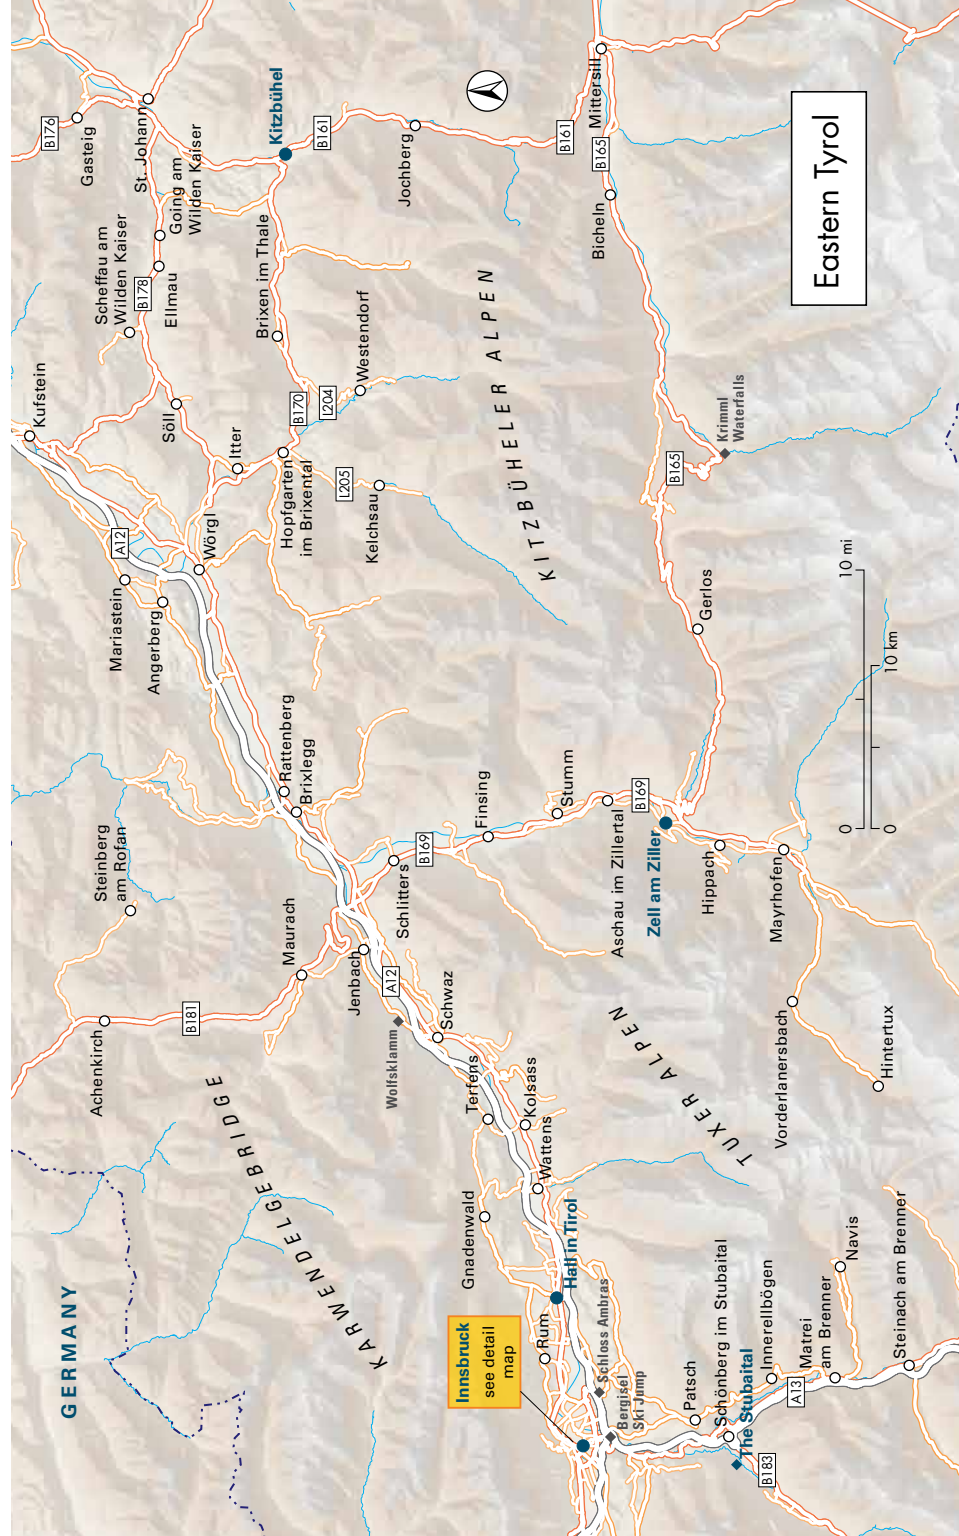 Eastern Tyrol
GERMANY
KARWENDELGEBRIDGE
TUXER ALPEN
KITZBÜHELER ALPEN
Innsbruck
see detail
map
Achenkirch
B181
Maurach
Steinberg
am Rofan
Jenbach
Wolfsklamm
A12
Schwaz
Terfens
Kolsass
Wattens
Gnadenwald
Hall in Tirol
Rum
Schloss Ambras
Bergisel
Ski Jump
Patsch
Schönberg im Stubaital
The Stubaital
B183
Innerellbögen
A13
Matrei
am Brenner
Navis
Steinach am Brenner
Mariastein
Angerberg
A12
Kufstein
Wörgl
Rattenberg
Brixlegg
Schlitters
B169
Finsing
Stumm
Aschau im Zillertal
B169
Zell am Ziller
Hippach
Mayrhofen
Vorderlanersbach
Hintertux
Gerlos
B165
Krimml
Waterfalls
Söll
Itter
Hopfgarten
im Brixental
L205
Kelchsau
B170
L204
Westendorf
Brixen im Thale
Scheffau am
Wilden Kaiser
B178
Ellmau
Going am
Wilden Kaiser
St. Johann
Gasteig
B176
Kitzbühel
B161
Jochberg
B161
Mittersill
B165
Bicheln
0
10 mi
0
10 km